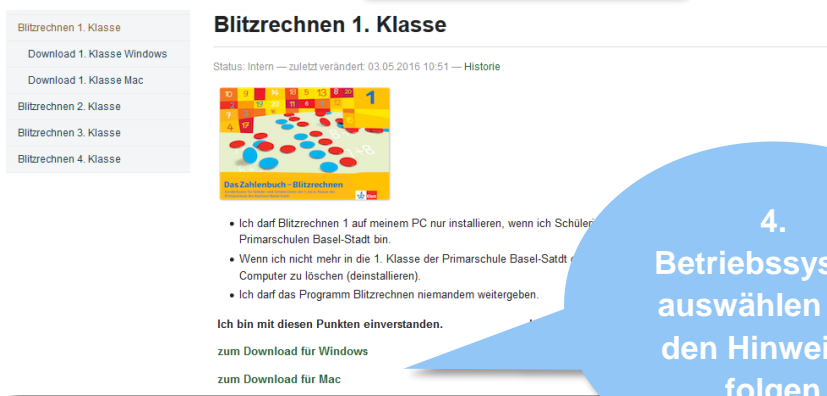 Blitzrechnen 1. Klasse
Download 1. Klasse Windows
Download 1. Klasse Mac
Blitzrechnen 2. Klasse
Blitzrechnen 3. Klasse
Blitzrechnen 4. Klasse
Blitzrechnen 1. Klasse
Status: Intern — zuletzt verändert: 03.05.2016 10:51 — Historie
1
Das Zahlenbuch – Blitzrechnen
• Ich darf Blitzrechnen 1 auf meinem PC nur installieren, wenn ich
Primarschulen Basel-Stadt bin.
• Wenn ich nicht mehr in die 1. Klasse der Primarschule Basel-Satdt
Computer zu löschen (deinstallieren).
• Ich darf das Programm Blitzrechnen niemandem weitergeben.
Ich bin mit diesen Punkten einverstanden.
zum Download für Windows
zum Download für Mac
4.
auswählen
den
folgen